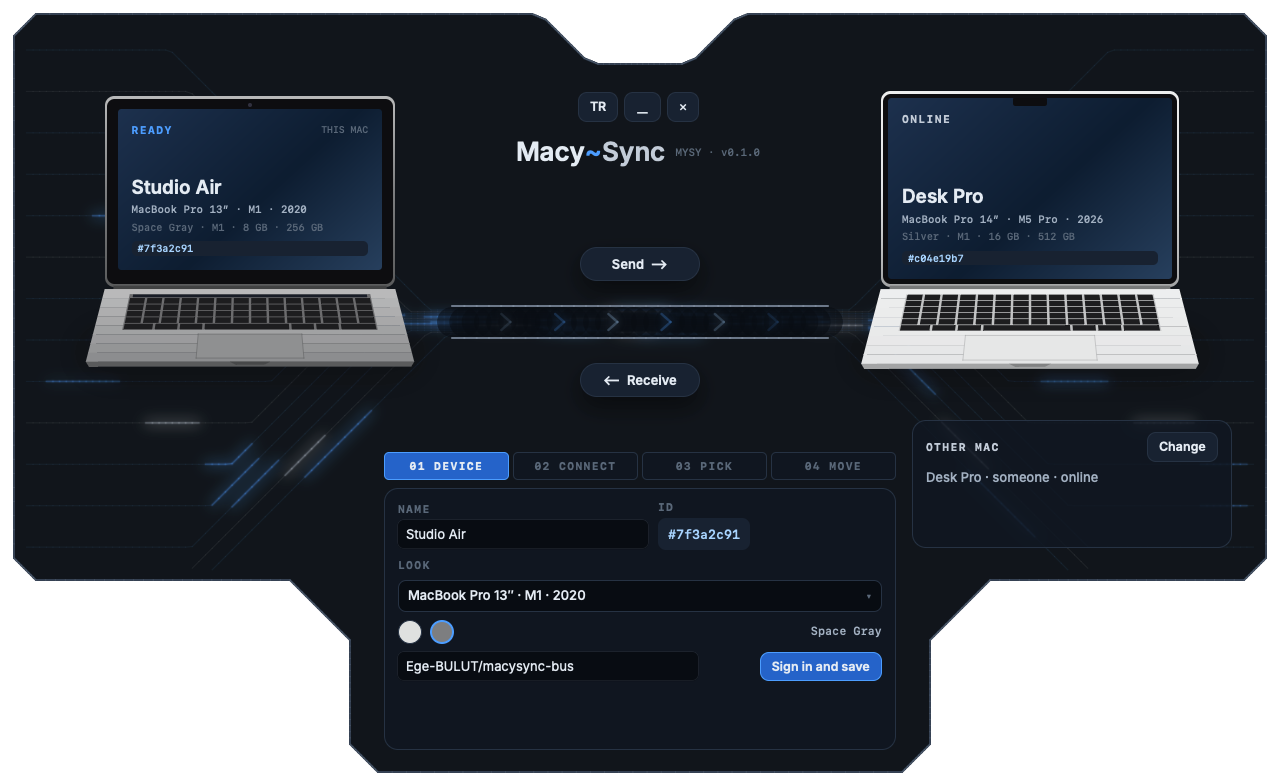 TR
_
×
Macy~Sync MYSY · v0.1.0
READY
THIS MAC
Studio Air
MacBook Pro 13″ · M1 · 2020
Space Gray · M1 · 8 GB · 256 GB
#7f3a2c91
ONLINE
Desk Pro
MacBook Pro 14″ · M5 Pro · 2026
Silver · M1 · 16 GB · 512 GB
#c04e19b7
Send →
← Receive
01 DEVICE
02 CONNECT
03 PICK
04 MOVE
NAME
ID
Studio Air
#7f3a2c91
LOOK
MacBook Pro 13″ · M1 · 2020
Space Gray
Ege-BULUT/macysync-bus
Sign in and save
OTHER MAC
Change
Desk Pro · someone · online